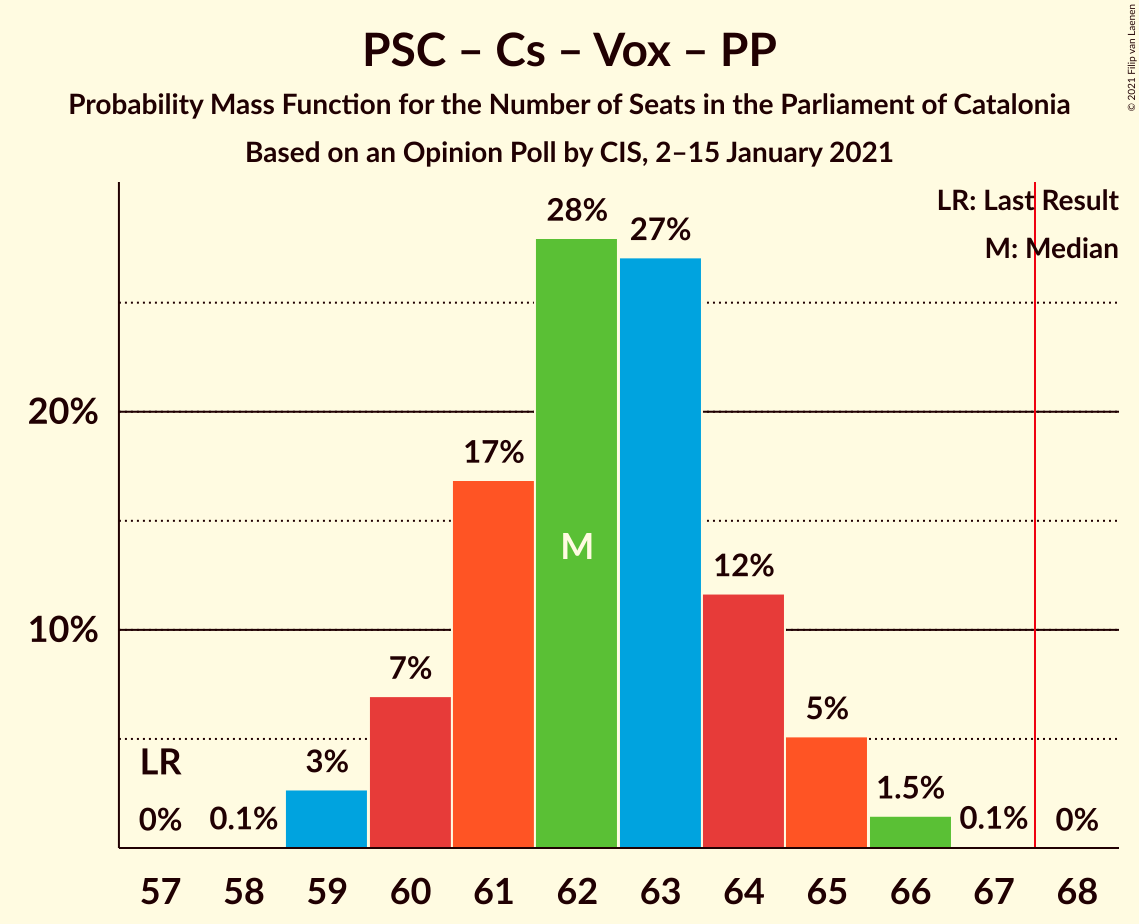 PSC – Cs – Vox – PP
Probability Mass Function for the Number of Seats in the Parliament of Catalonia
Based on an Opinion Poll by CIS, 2–15 January 2021
© 2021 Filip van Laenen
LR: Last Result
M: Median
28%
27%
20%
17%
M
12%
10%
7%
5%
LR
3%
1.5%
0% 0.1% 0.1% 0%
57 58 59 60 61 62 63 64 65 66 67 68